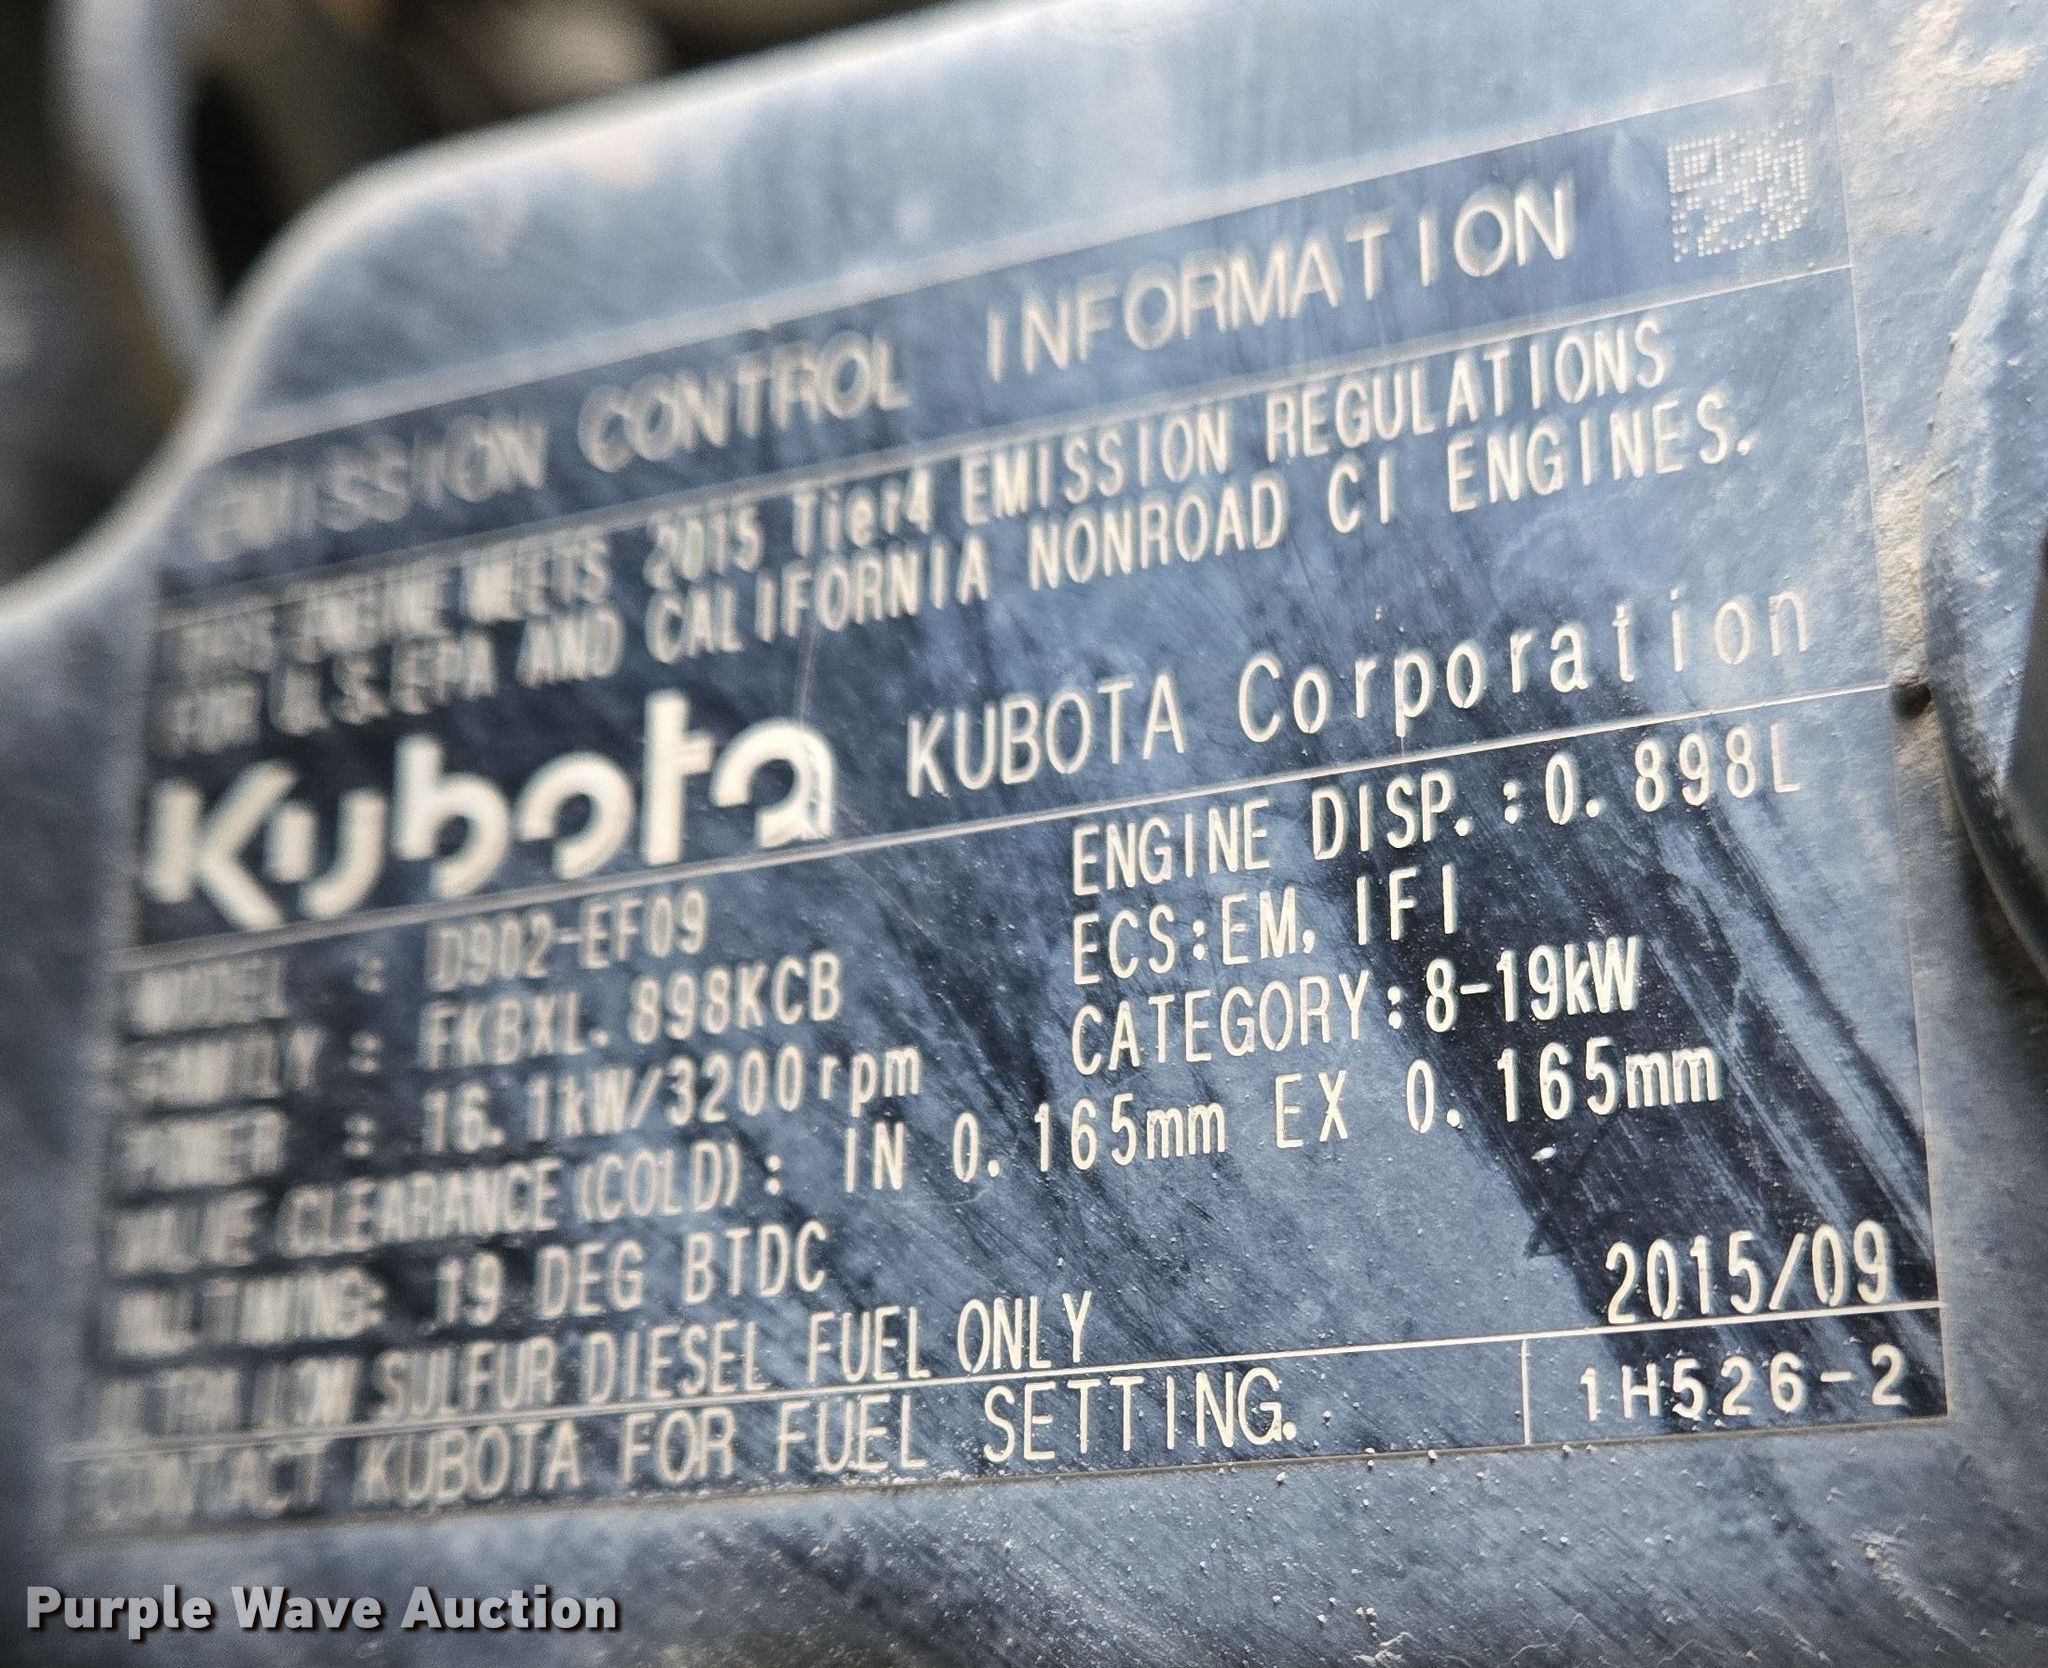 EMISSION CONTROL INFORMATION
THIS ENGINE MEETS 2015 Tier4 EMISSION REGULATIONS
FOR U.S.EPA AND CALIFORNIA NONROAD CI ENGINES.
Kubota KUBOTA Corporation
MODEL : D902-EF09 ENGINE DISP.:0.898L
FAMILY : FKBXL.898KCB ECS:EM, IFI
POWER : 16.1kW/3200rpm CATEGORY:8-19kW
VALVE CLEARANCE(COLD): IN 0.165mm EX 0.165mm
INJ.TIMING: 19 DEG BTDC
ULTRA LOW SULFUR DIESEL FUEL ONLY 2015/09
CONTACT KUBOTA FOR FUEL SETTING. 1H526-2
Purple Wave Auction